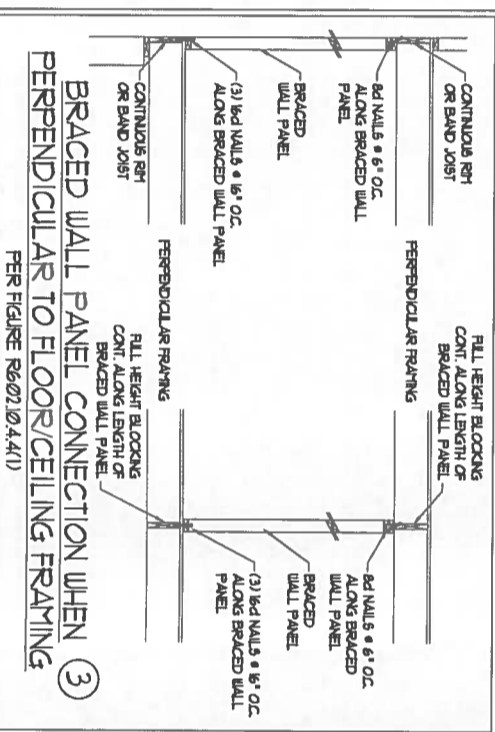 CONTINUOUS RIM
OR BAND JOIST
8d NAILS @ 6" O.C.
ALONG BRACED WALL
PANEL
BRACED
WALL PANEL
(3) 16d NAILS @ 16" O.C.
ALONG BRACED WALL
PANEL
CONTINUOUS RIM
OR BAND JOIST
PERPENDICULAR FRAMING
PERPENDICULAR FRAMING
FULL HEIGHT BLOCKING
CONT. ALONG LENGTH OF
BRACED WALL PANEL
8d NAILS @ 6" O.C.
ALONG BRACED
WALL PANEL
BRACED
WALL PANEL
(3) 16d NAILS @ 16" O.C.
ALONG BRACED WALL
PANEL
FULL HEIGHT BLOCKING
CONT. ALONG LENGTH OF
BRACED WALL PANEL
BRACED WALL PANEL CONNECTION WHEN 3
PERPENDICULAR TO FLOOR/CEILING FRAMING
PER FIGURE R602.10.4.4(1)